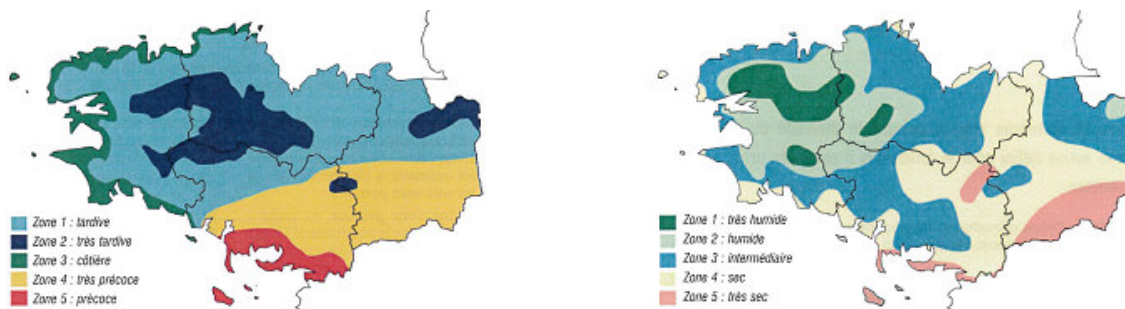 Zone 1 : tardive
Zone 2 : très tardive
Zone 3 : côtière
Zone 4 : très précoce
Zone 5 : précoce
Zone 1 : très humide
Zone 2 : humide
Zone 3 : intermédiaire
Zone 4 : sec
Zone 5 : très sec